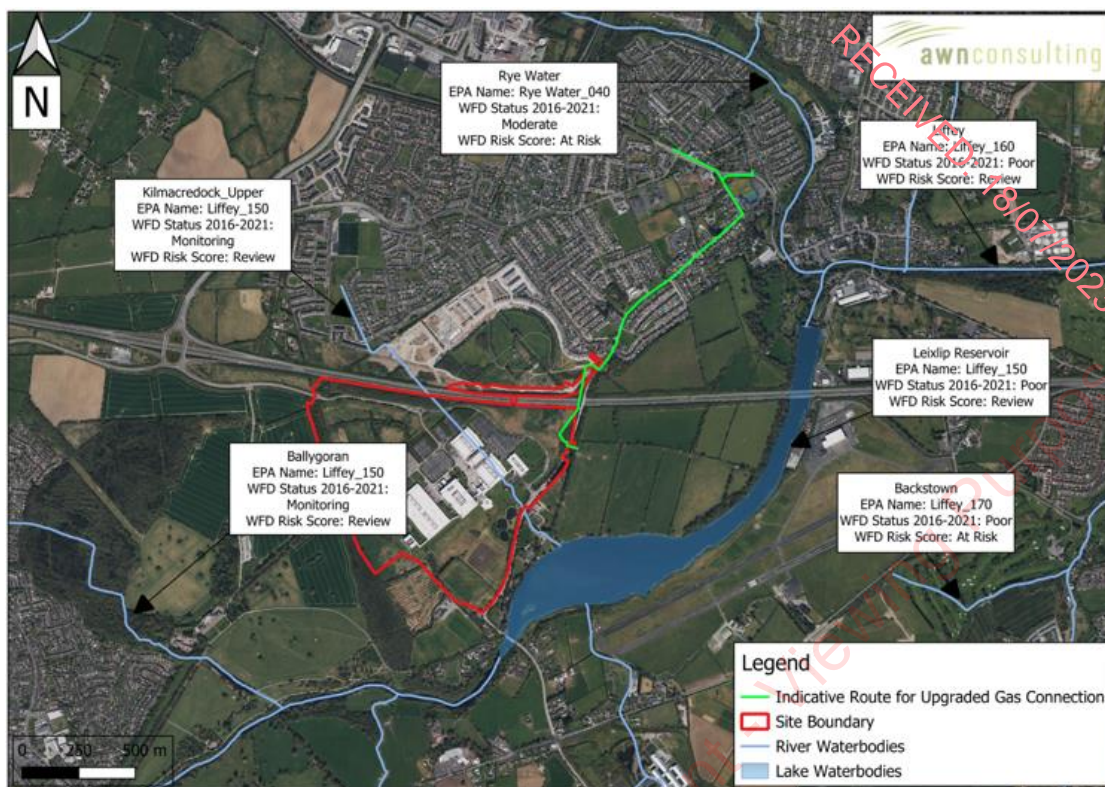 N
awnconsulting
RECEIVED: 18/07/2023
Rye Water
EPA Name: Rye Water_040
WFD Status 2016-2021:
Moderate
WFD Risk Score: At Risk
Liffey
EPA Name: Liffey_160
WFD Status 2016-2021: Poor
WFD Risk Score: Review
Kilmacredock_Upper
EPA Name: Liffey_150
WFD Status 2016-2021:
Monitoring
WFD Risk Score: Review
Leixlip Reservoir
EPA Name: Liffey_150
WFD Status 2016-2021: Poor
WFD Risk Score: Review
Ballygoran
EPA Name: Liffey_150
WFD Status 2016-2021:
Monitoring
WFD Risk Score: Review
Backstown
EPA Name: Liffey_170
WFD Status 2016-2021: Poor
WFD Risk Score: At Risk
Viewing
Legend
Indicative Route for Upgraded Gas Connection
Site Boundary
River Waterbodies
Lake Waterbodies
0 250 500 m